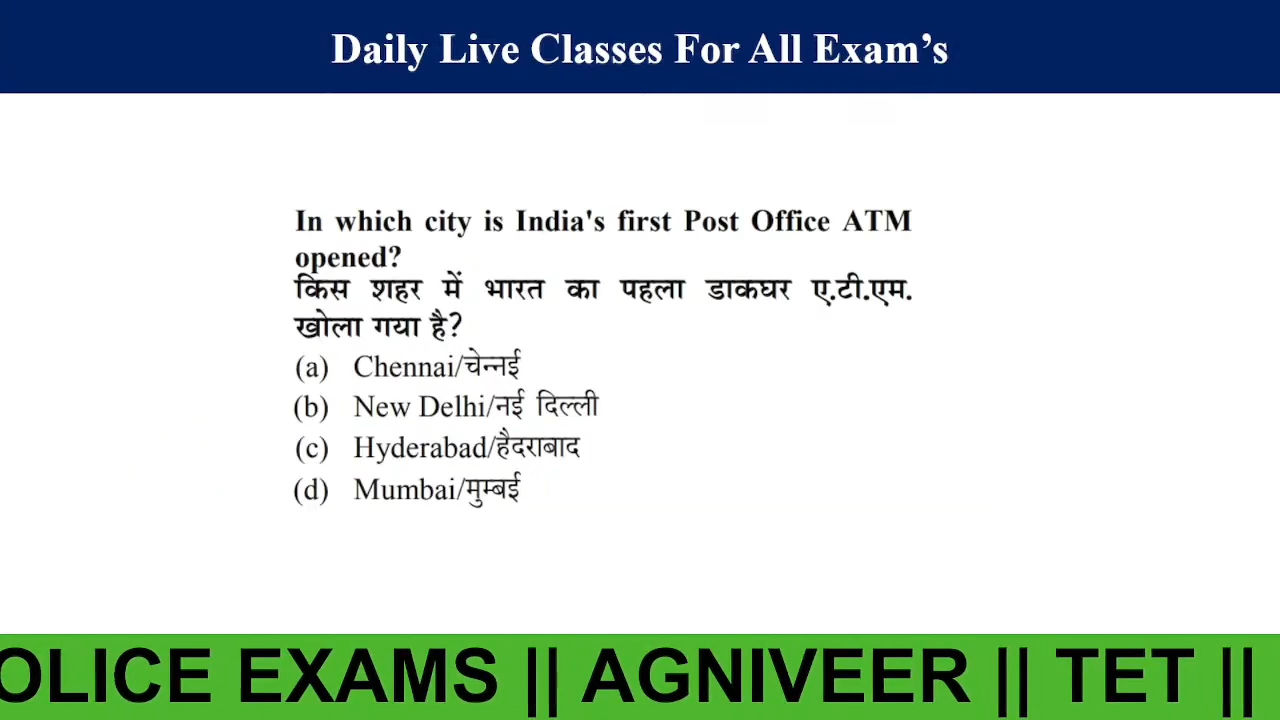 Daily Live Classes For All Exam’s
In which city is India's first Post Office ATM
opened?
किस शहर में भारत का पहला डाकघर ए.टी.एम.
खोला गया है?
(a) Chennai/चेन्नई
(b) New Delhi/नई दिल्ली
(c) Hyderabad/हैदराबाद
(d) Mumbai/मुम्बई
OLICE EXAMS || AGNIVEER || TET ||